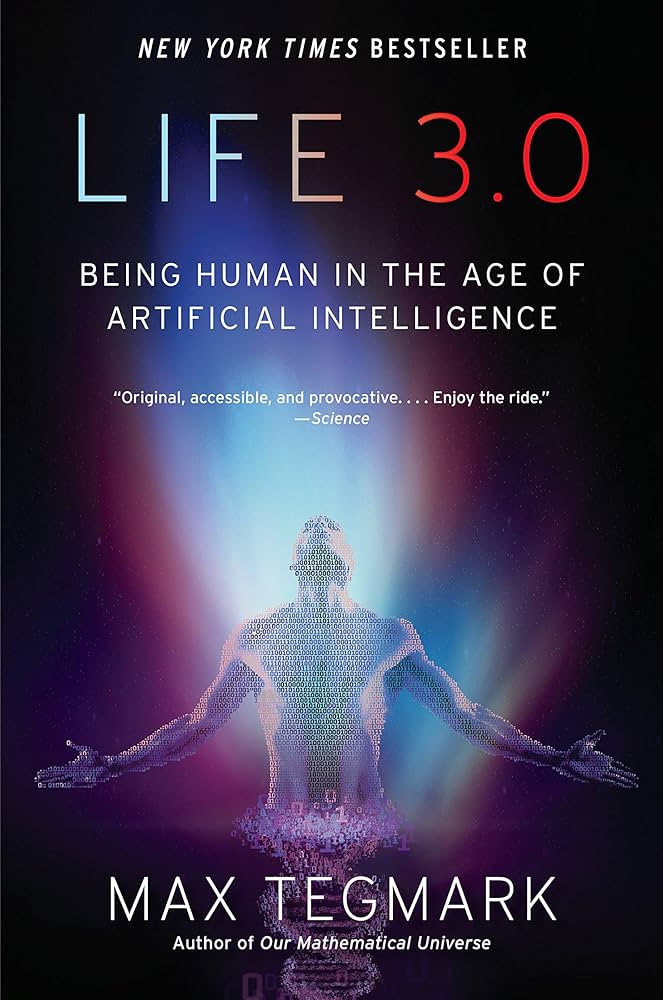 NEW YORK TIMES BESTSELLER
LIFE 3.0
BEING HUMAN IN THE AGE OF
ARTIFICIAL INTELLIGENCE
“Original, accessible, and provocative. . . . Enjoy the ride.”
—Science
MAX TEGMARK
Author of Our Mathematical Universe